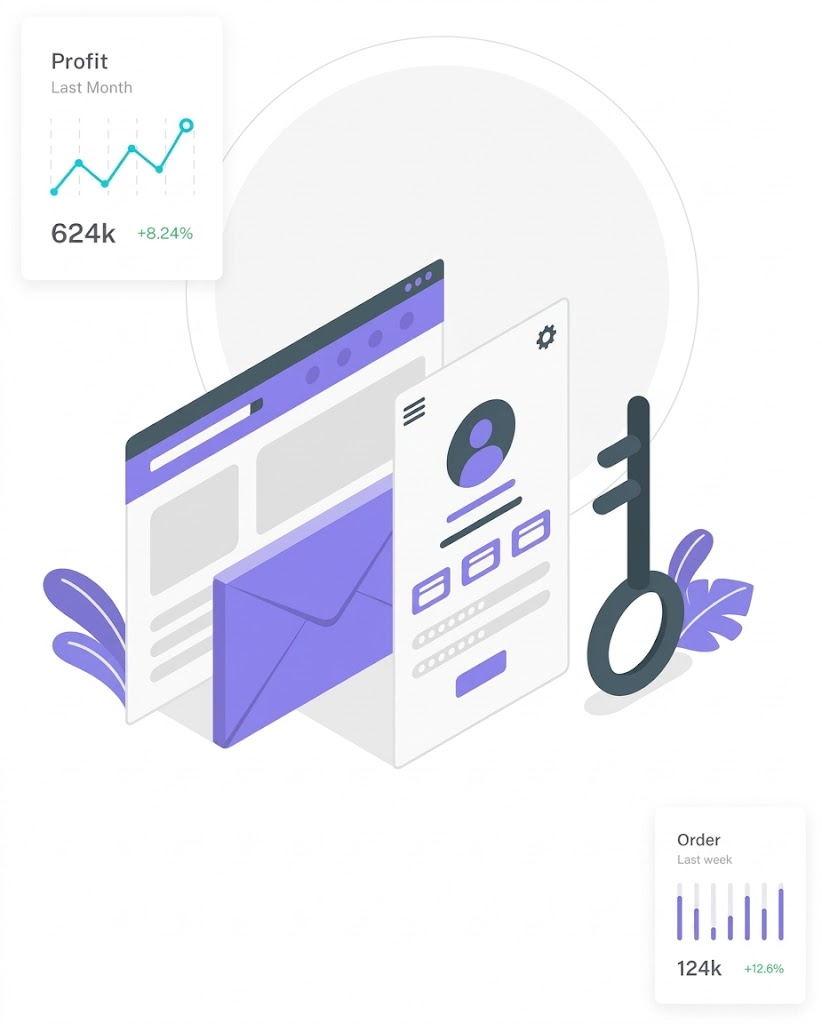 Profit
Last Month
624k +8.24%
Order
Last week
124k +12.6%